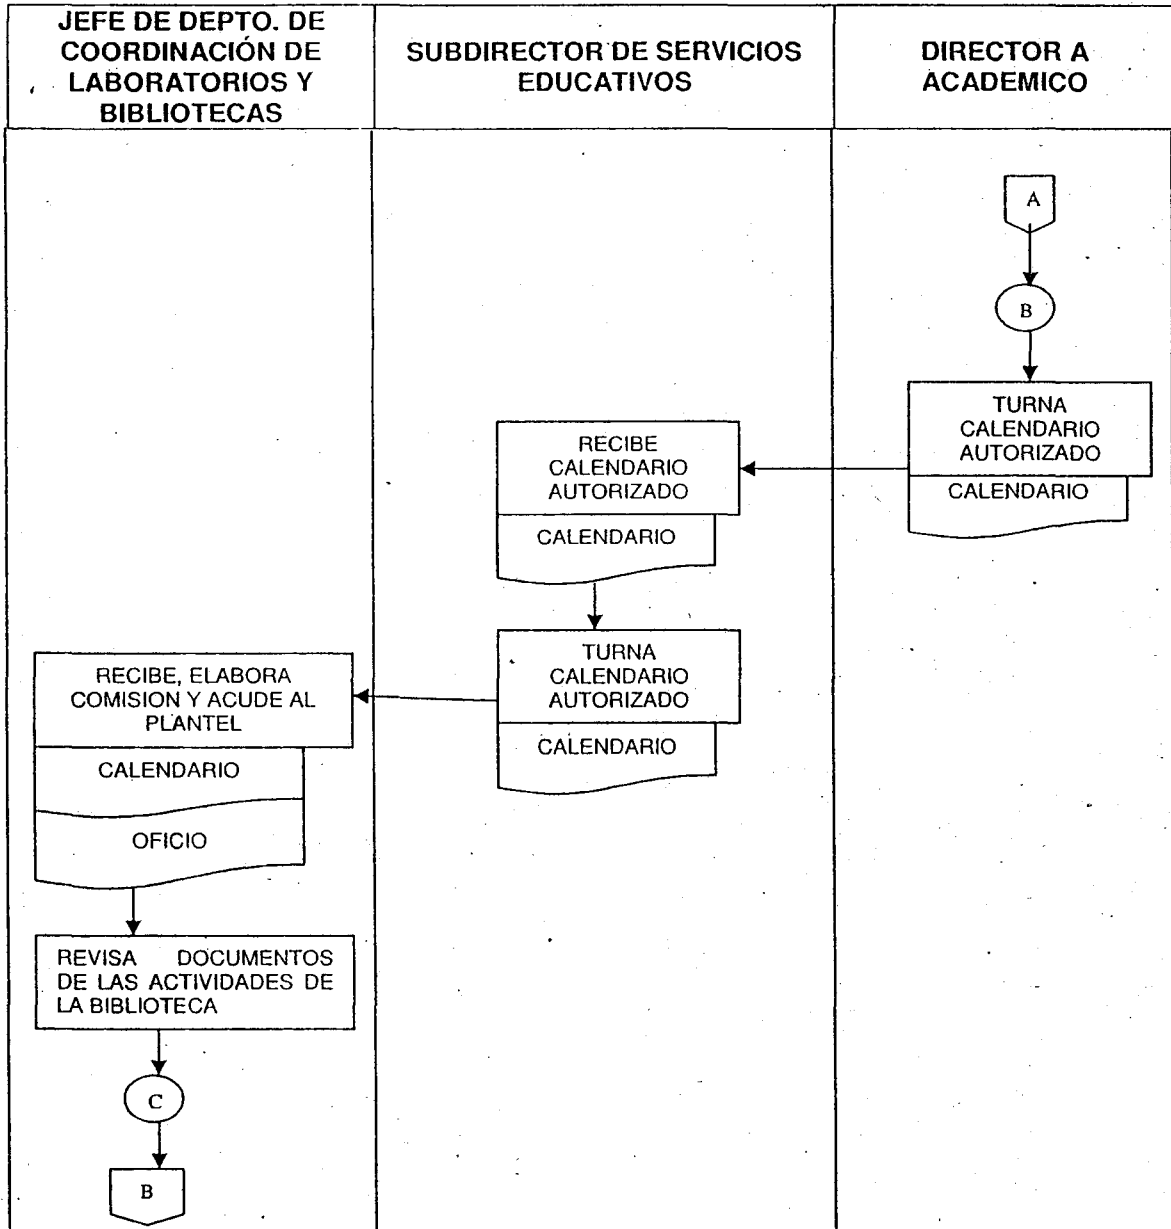 JEFE DE DEPTO. DE
COORDINACIÓN DE
LABORATORIOS Y
BIBLIOTECAS
SUBDIRECTOR DE SERVICIOS
EDUCATIVOS
DIRECTOR A
ACADEMICO
A
B
TURNA
CALENDARIO
AUTORIZADO
CALENDARIO
RECIBE
CALENDARIO
AUTORIZADO
CALENDARIO
TURNA
CALENDARIO
AUTORIZADO
CALENDARIO
RECIBE, ELABORA
COMISION Y ACUDE AL
PLANTEL
CALENDARIO
OFICIO
REVISA DOCUMENTOS
DE LAS ACTIVIDADES DE
LA BIBLIOTECA
C
B